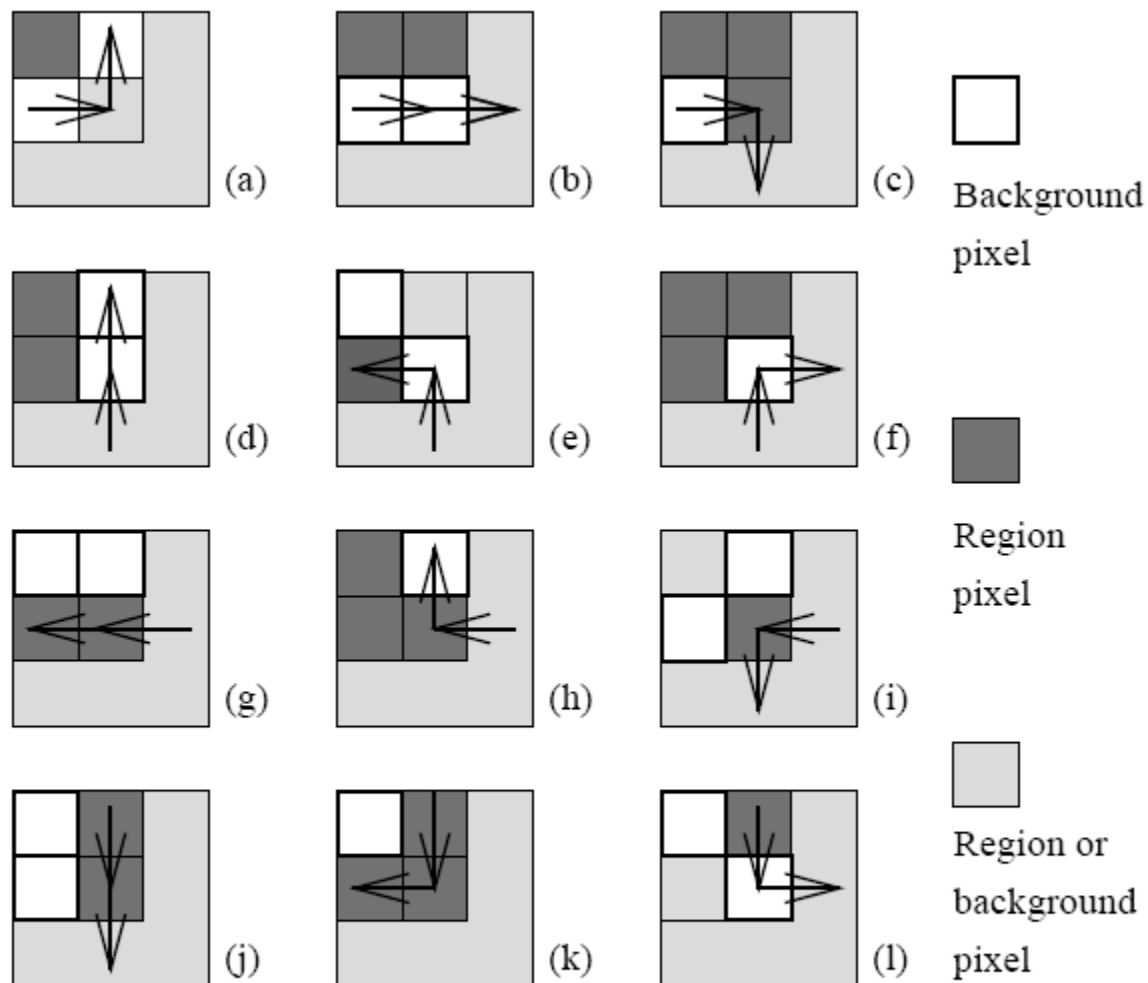 (a)
(b)
(c)
Background
pixel
(d)
(e)
(f)
Region
pixel
(g)
(h)
(i)
(j)
(k)
(l)
Region or
background
pixel